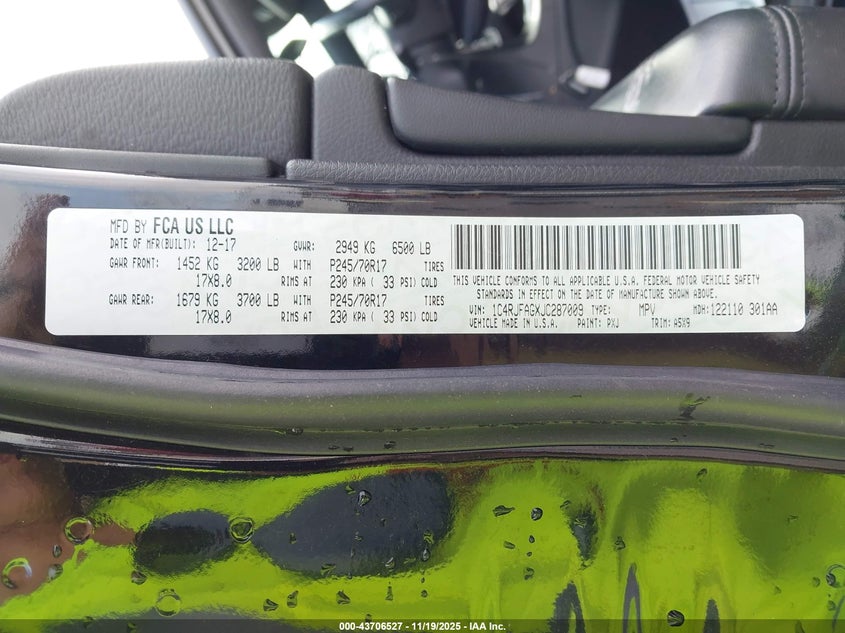 MFD BY FCA US LLC
DATE OF MFR(BUILT): 12-17 GVWR: 2949 KG 6500 LB
GAWR FRONT: 1452 KG 3200 LB WITH P245/70R17 TIRES
17X8.0 RIMS AT 230 KPA ( 33 PSI) COLD
GAWR REAR: 1679 KG 3700 LB WITH P245/70R17 TIRES
17X8.0 RIMS AT 230 KPA ( 33 PSI) COLD
THIS VEHICLE CONFORMS TO ALL APPLICABLE U.S.A. FEDERAL MOTOR VEHICLE SAFETY
STANDARDS IN EFFECT ON THE DATE OF MANUFACTURE SHOWN ABOVE.
VIN: 1C4RJFAGXJC287009 TYPE: MPV MDH: 122110 301AA
VEHICLE MADE IN U.S.A. PAINT: PXJ TRIM: A5X9
000-43706527 - 11/19/2025 - IAA Inc.